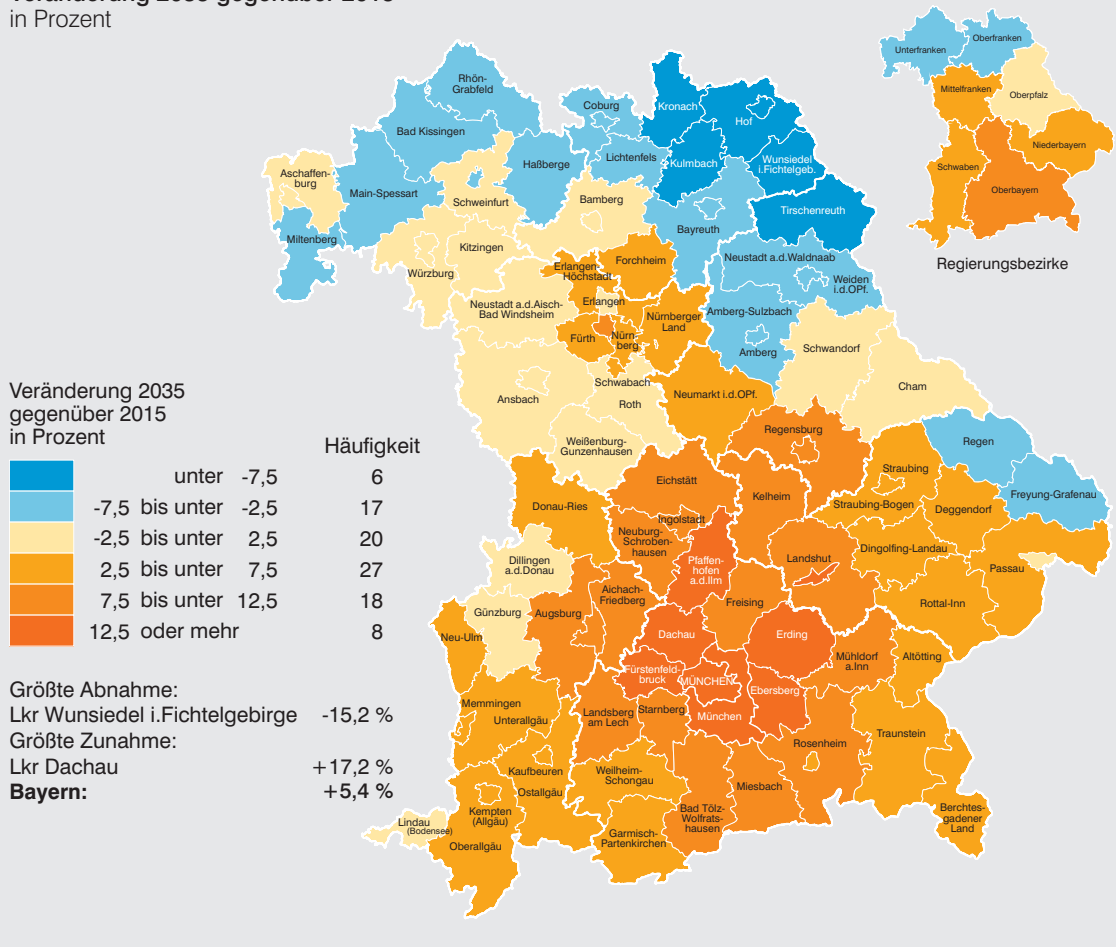 in Prozent
Unterfranken
Oberfranken
Mittelfranken
Oberpfalz
Niederbayern
Schwaben
Oberbayern
Regierungsbezirke
Rhön-
Grabfeld
Bad Kissingen
Coburg
Kronach
Hof
Lichtenfels
Kulmbach
Wunsiedel
i.Fichtelgeb.
Haßberge
Aschaffen-
burg
Main-Spessart
Schweinfurt
Bamberg
Tirschenreuth
Miltenberg
Kitzingen
Bayreuth
Würzburg
Forchheim
Erlangen-
Höchstadt
Neustadt a.d.Waldnaab
Weiden
i.d.OPf.
Neustadt a.d.Aisch-
Bad Windsheim
Erlangen
Nürnberger
Land
Amberg-Sulzbach
Fürth
Nürn-
berg
Amberg
Schwandorf
Cham
Ansbach
Schwabach
Roth
Neumarkt i.d.OPf.
Weißenburg-
Gunzenhausen
Regensburg
Regen
Straubing
Freyung-Grafenau
Eichstätt
Kelheim
Donau-Ries
Straubing-Bogen
Deggendorf
Ingolstadt
Neuburg-
Schroben-
hausen
Dingolfing-Landau
Passau
Dillingen
a.d.Donau
Pfaffen-
hofen
a.d.Ilm
Landshut
Aichach-
Friedberg
Günzburg
Augsburg
Freising
Rottal-Inn
Neu-Ulm
Dachau
Erding
Mühldorf
a.Inn
Altötting
Fürstenfeld-
bruck
MÜNCHEN
Ebersberg
Memmingen
Unterallgäu
Landsberg
am Lech
Starnberg
München
Traunstein
Rosenheim
Kaufbeuren
Weilheim-
Schongau
Miesbach
Ostallgäu
Bad Tölz-
Wolfrats-
hausen
Berchtes-
gadener
Land
Kempten
(Allgäu)
Lindau
(Bodensee)
Garmisch-
Partenkirchen
Oberallgäu
Veränderung 2035
gegenüber 2015
in Prozent
Häufigkeit
unter -7,5 6
-7,5 bis unter -2,5 17
-2,5 bis unter 2,5 20
2,5 bis unter 7,5 27
7,5 bis unter 12,5 18
12,5 oder mehr 8
Größte Abnahme:
Lkr Wunsiedel i.Fichtelgebirge -15,2 %
Größte Zunahme:
Lkr Dachau +17,2 %
Bayern: +5,4 %